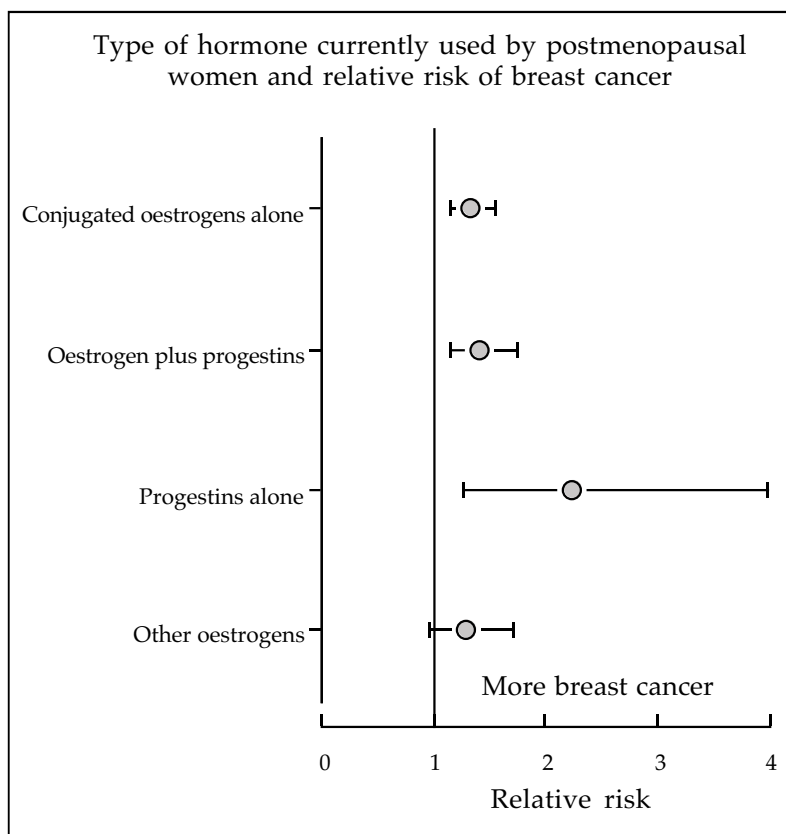 Type of hormone currently used by postmenopausal
women and relative risk of breast cancer
Conjugated oestrogens alone
Oestrogen plus progestins
Progestins alone
Other oestrogens
More breast cancer
0 1 2 3 4
Relative risk